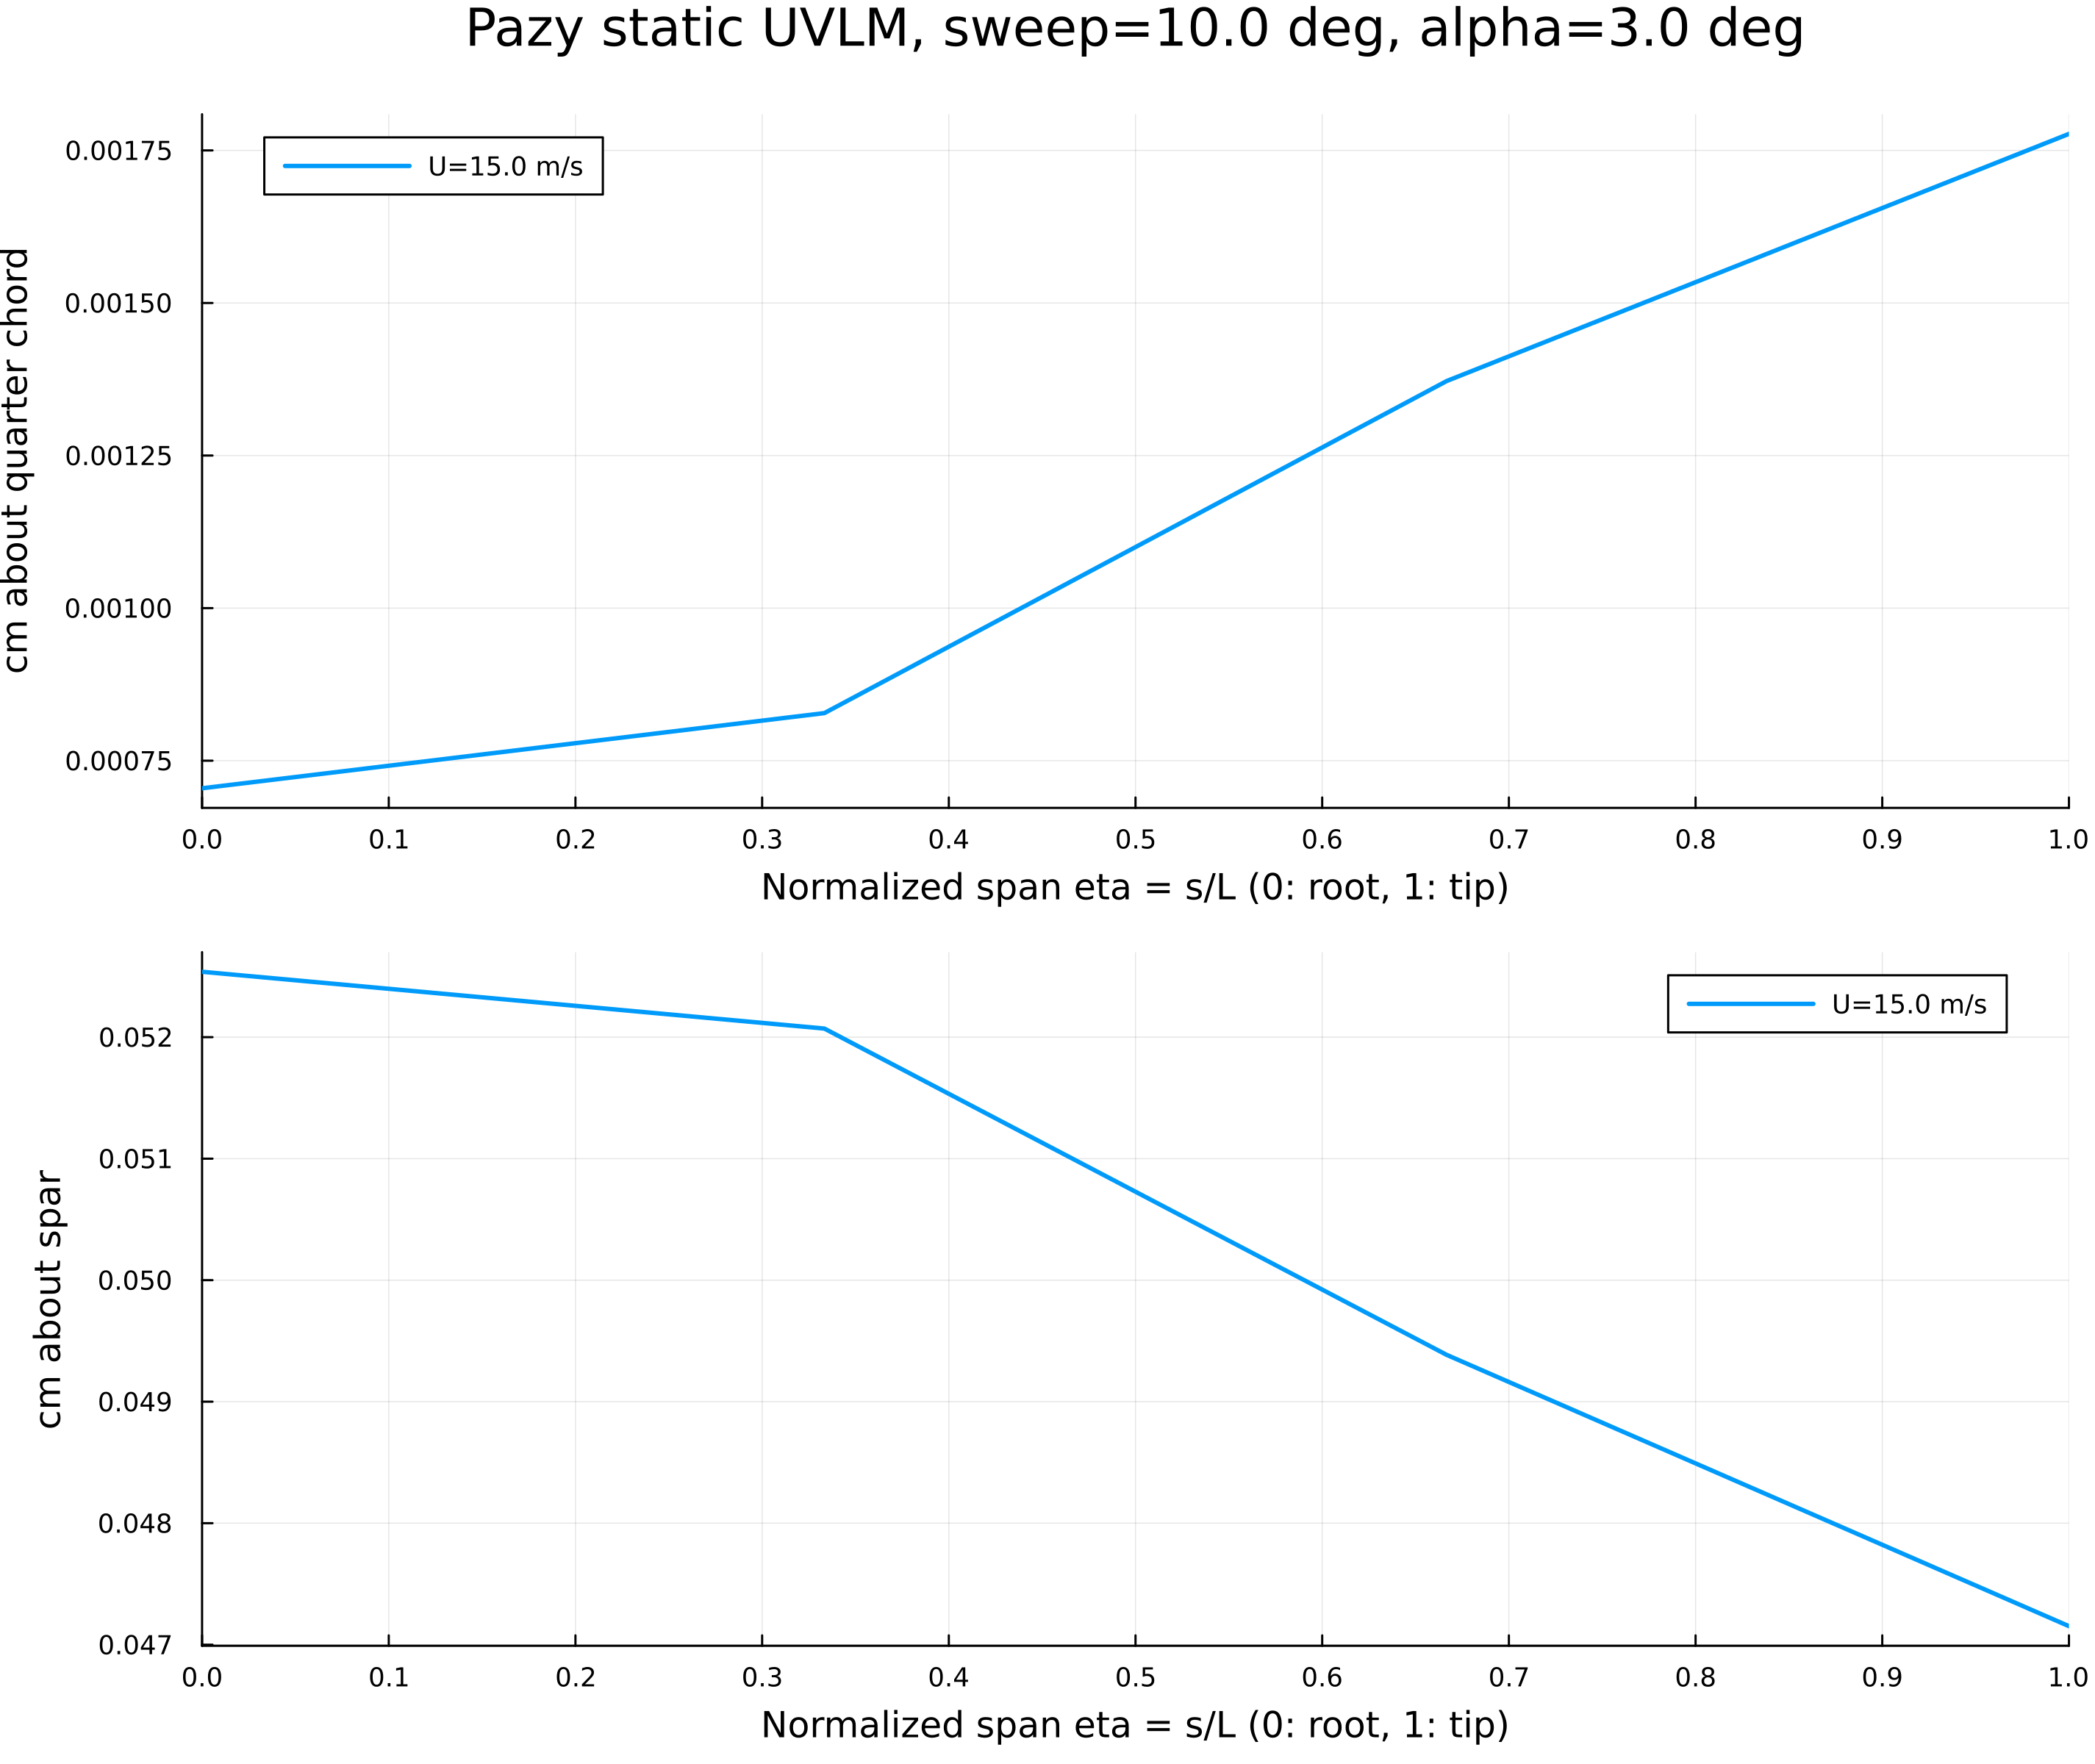 Pazy static UVLM, sweep=10.0 deg, alpha=3.0 deg
cm about quarter chord
0.00175
0.00150
0.00125
0.00100
0.00075
U=15.0 m/s
0.0 0.1 0.2 0.3 0.4 0.5 0.6 0.7 0.8 0.9 1.0
Normalized span eta = s/L (0: root, 1: tip)
cm about spar
0.052
0.051
0.050
0.049
0.048
0.047
U=15.0 m/s
0.0 0.1 0.2 0.3 0.4 0.5 0.6 0.7 0.8 0.9 1.0
Normalized span eta = s/L (0: root, 1: tip)